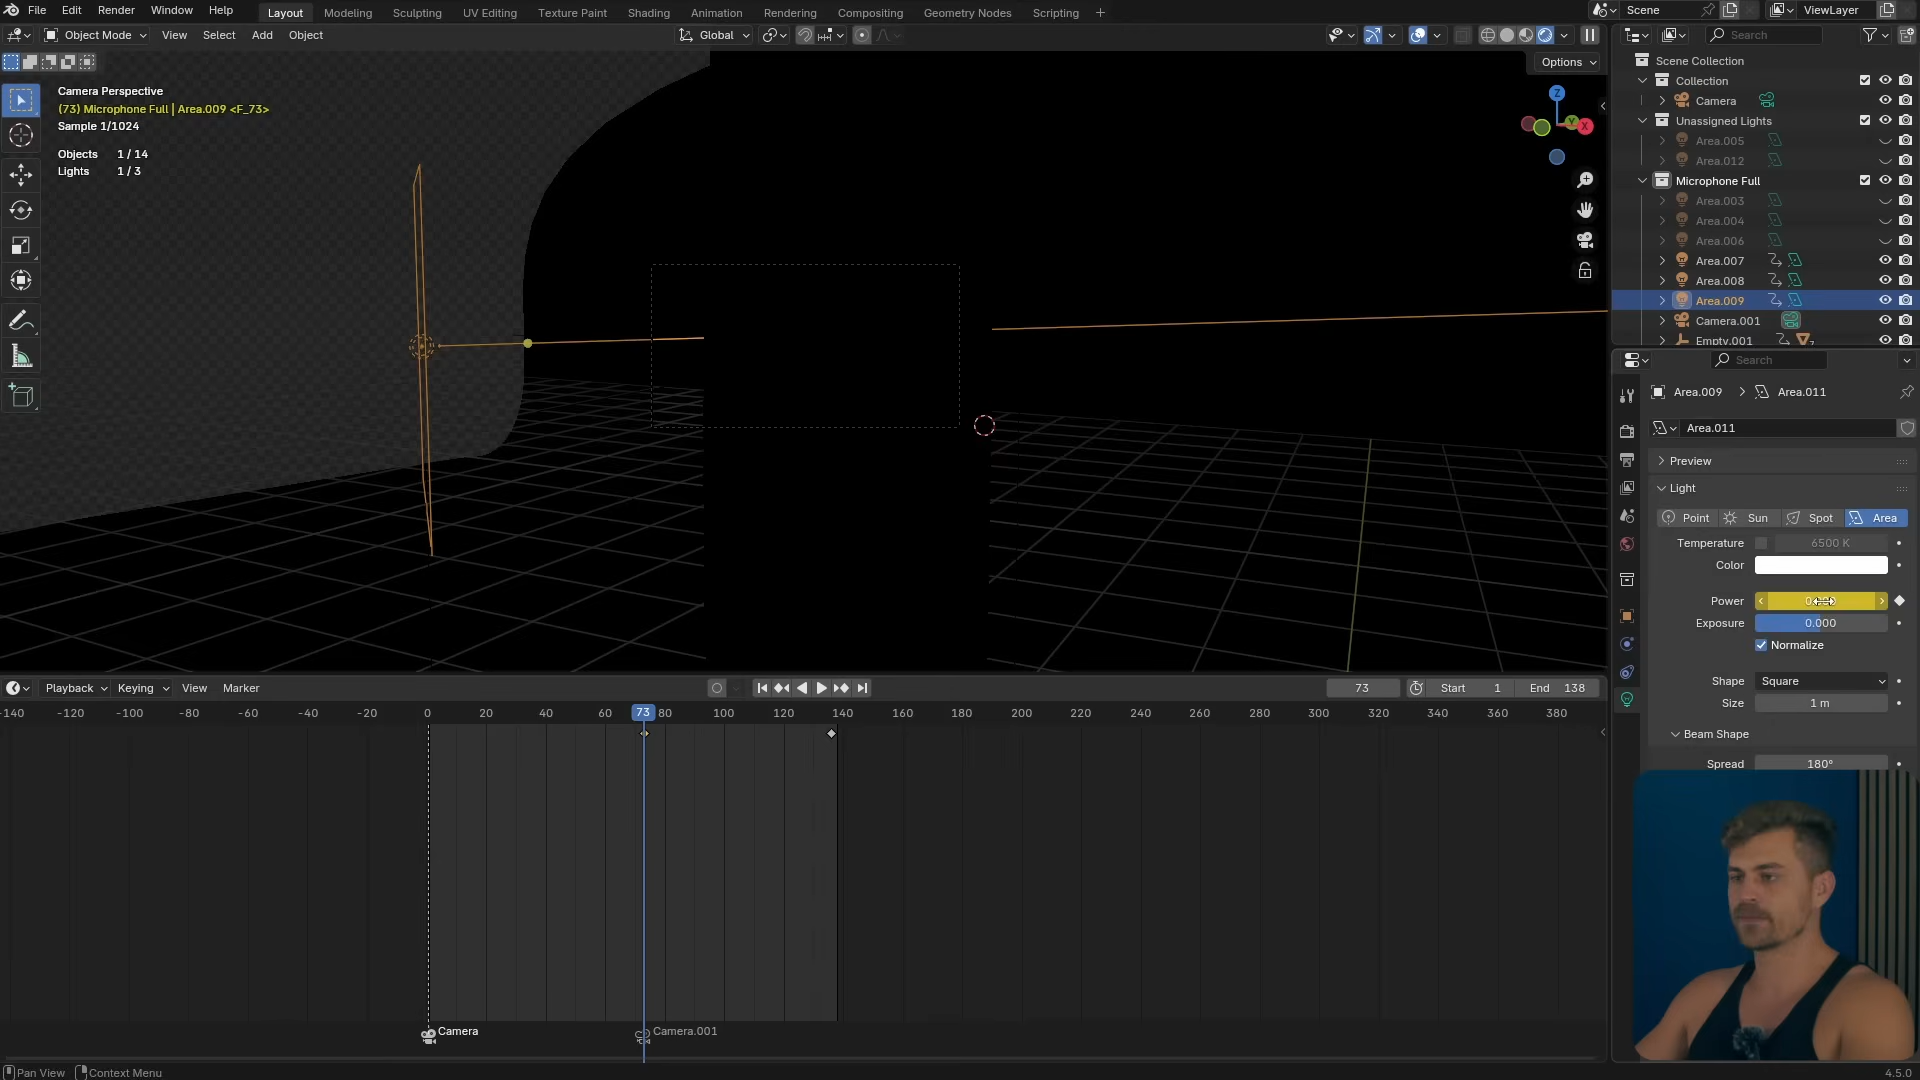 File Edit Render Window Help Layout Modeling Sculpting UV Editing Texture Paint Shading Animation Rendering Compositing Geometry Nodes Scripting + Scene ViewLayer
Object Mode View Select Add Object Global Search
Options
Camera Perspective
(73) Microphone Full | Area.009 <F_73>
Sample 1/1024
Objects 1 / 14
Lights 1 / 3
Z
Y
X
Scene Collection
Collection
Camera
Unassigned Lights
Area.005
Area.012
Microphone Full
Area.003
Area.004
Area.006
Area.007
Area.008
Area.009
Camera.001
Empty.001
7
Search
Area.009 > Area.011
Area.011
Preview
Light
Point Sun Spot Area
Temperature 6500 K
Color
Power
Exposure 0.000
Normalize
Shape Square
Size 1 m
Beam Shape
Spread 180°
Playback Keying View Marker 73 Start 1 End 138
-140 -120 -100 -80 -60 -40 -20 0 20 40 60 73 80 100 120 140 160 180 200 220 240 260 280 300 320 340 360 380
Camera Camera.001
Pan View Context Menu 4.5.0